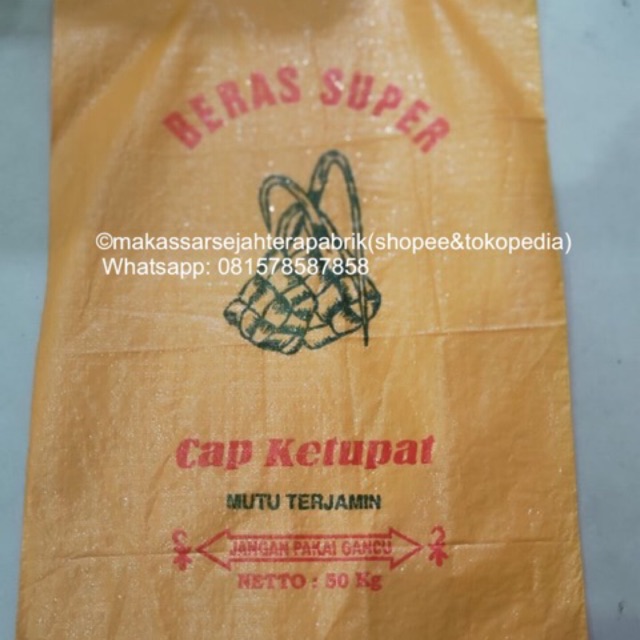 BERAS SUPER
©makassarsejahterapabrik(shopee&tokopedia)
Whatsapp: 081578587858
Cap Ketupat
MUTU TERJAMIN
JANGAN PAKAI GANCU
NETTO : 50 Kg